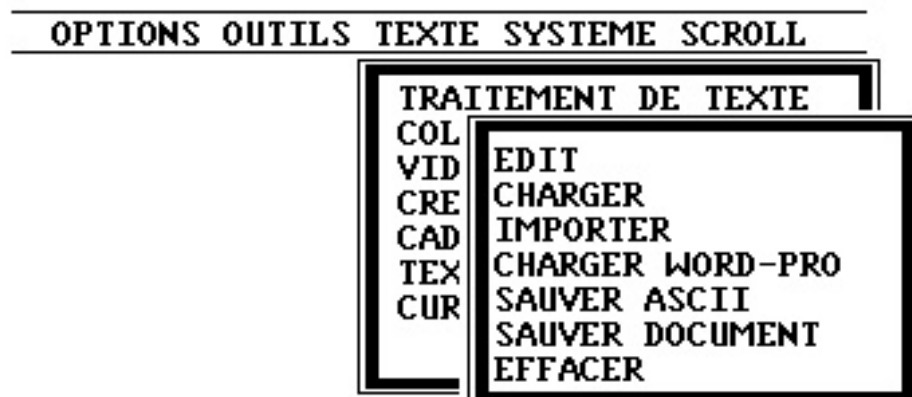 OPTIONS OUTILS TEXTE SYSTEME SCROLL
TRAITEMENT DE TEXTE
COL
VID
CRE
CAD
TEX
CUR
EDIT
CHARGER
IMPORTER
CHARGER WORD-PRO
SAUVER ASCII
SAUVER DOCUMENT
EFFACER